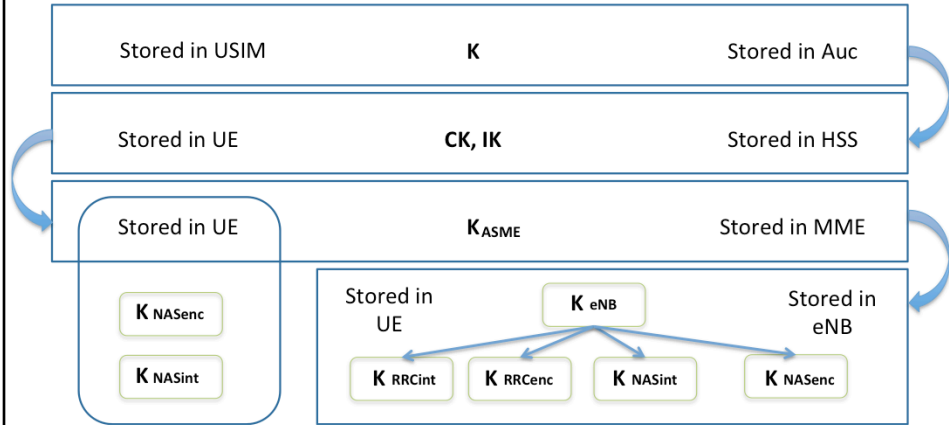 Stored in USIM K Stored in Auc
Stored in UE CK, IK Stored in HSS
Stored in UE KASME Stored in MME
K NASenc
K NASint
Stored in
UE
K eNB
Stored in
eNB
K RRCint K RRCenc K NASint K NASenc